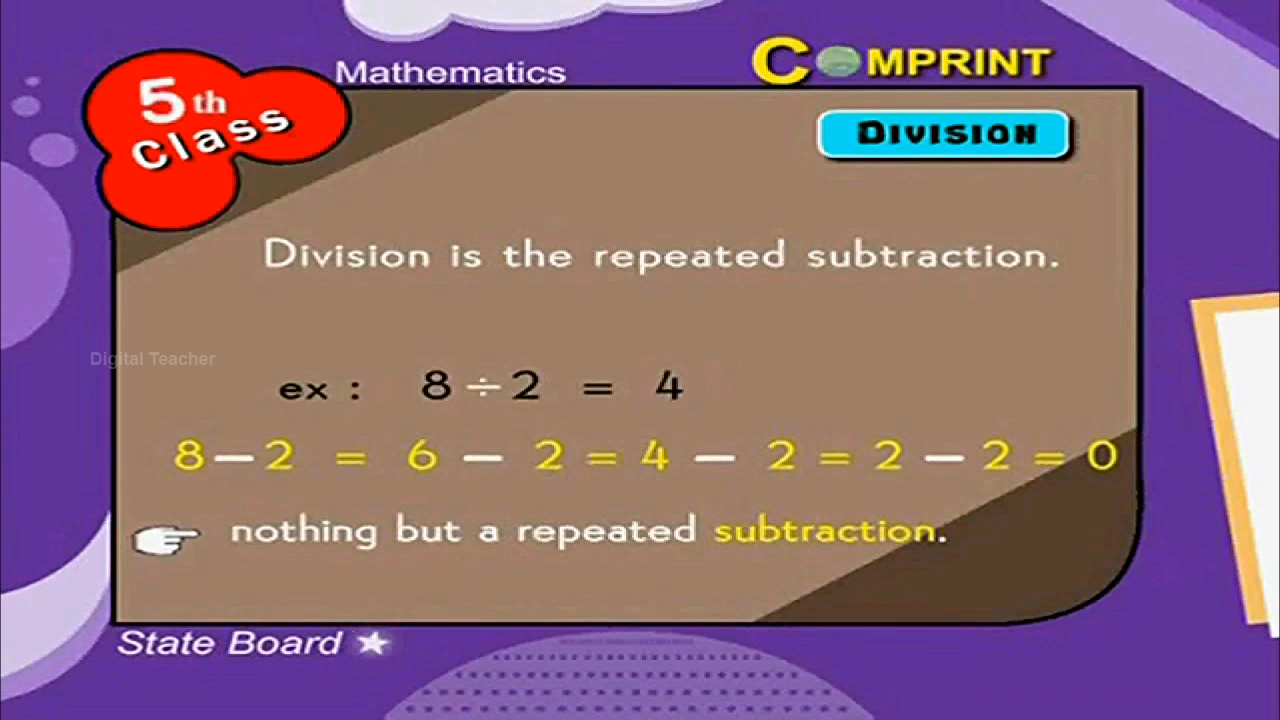 Mathematics
COMPRINT
5th
Class
DIVISION
Division is the repeated subtraction.
Digital Teacher
ex : 8 ÷ 2 = 4
8 − 2 = 6 − 2 = 4 − 2 = 2 − 2 = 0
nothing but a repeated subtraction.
State Board